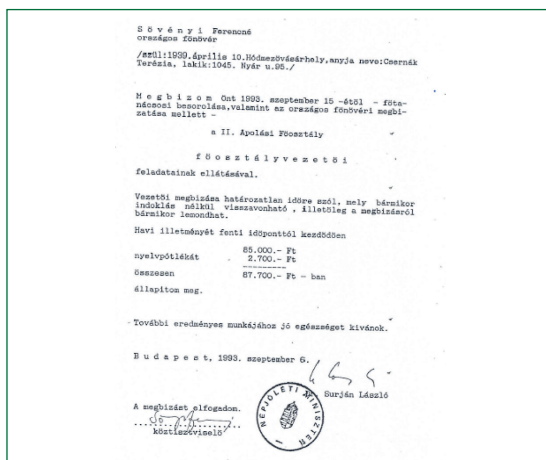 S ö v é n y i Ferencné
országos főnővér
/szül:1939.április 10.Hódmezővásárhely,anyja neve:Csernák
Terézia, lakik:1045. Nyár u.95./
M e g b i z o m Önt 1993. szeptember 15 -étől - főta-
nácsosi besorolása,valamint az országos főnővéri megbi-
zatása mellett -
a II. Ápolási Főosztály
f ő o s z t á l y v e z e t ő i
feladatainak ellátásával.
Vezetői megbizása határozatlan időre szól, mely bármikor
indoklás nélkül visszavonható , illetőleg a megbizásról
bármikor lemondhat.
Havi illetményét fenti időponttól kezdődően
85.000.- Ft
nyelvpótlékát 2.700.- Ft
összesen 87.700.- Ft - ban
állapitom meg.
További eredményes munkájához jó egészséget kivánok.
B u d a p e s t, 1993. szeptember 6.
Surján László
NÉPJÓLÉTI MINISZTER
A megbizást elfogadom.
köztisztviselő